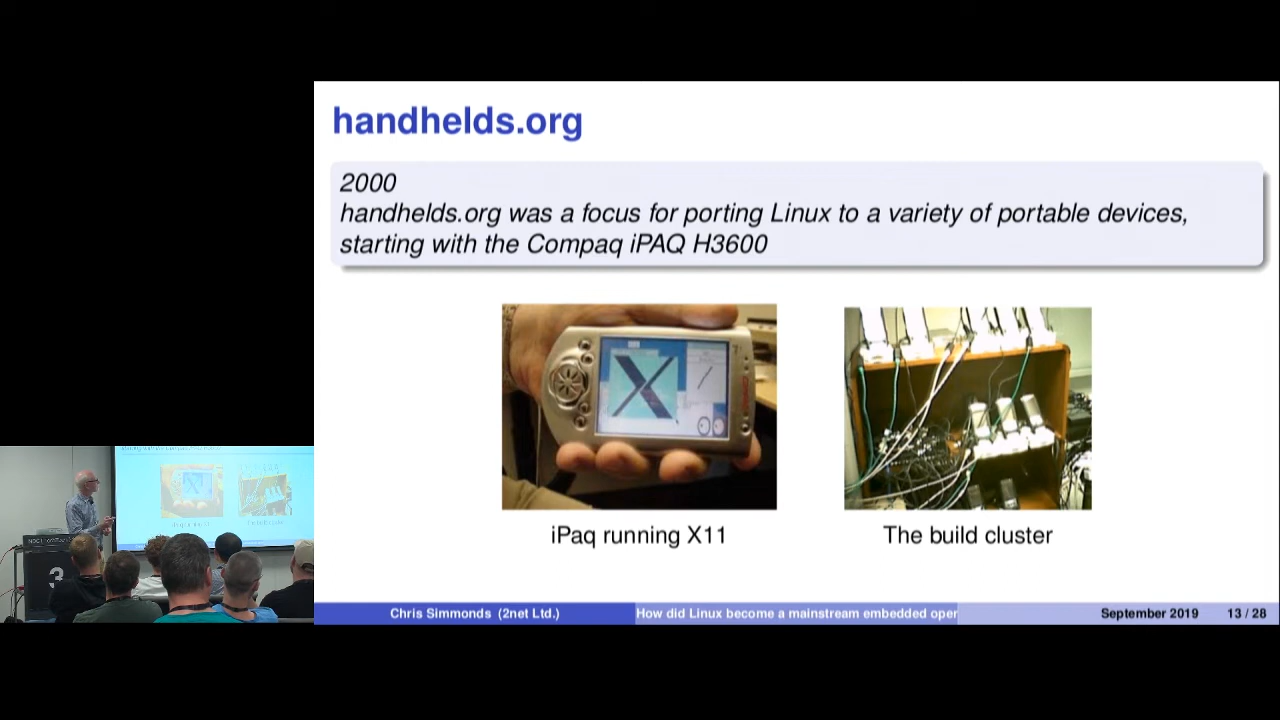 handhelds.org
2000
handhelds.org was a focus for porting Linux to a variety of portable devices,
starting with the Compaq iPAQ H3600
iPaq running X11
The build cluster
Chris Simmonds (2net Ltd.)
How did Linux become a mainstream embedded oper
September 2019
13 / 28
3